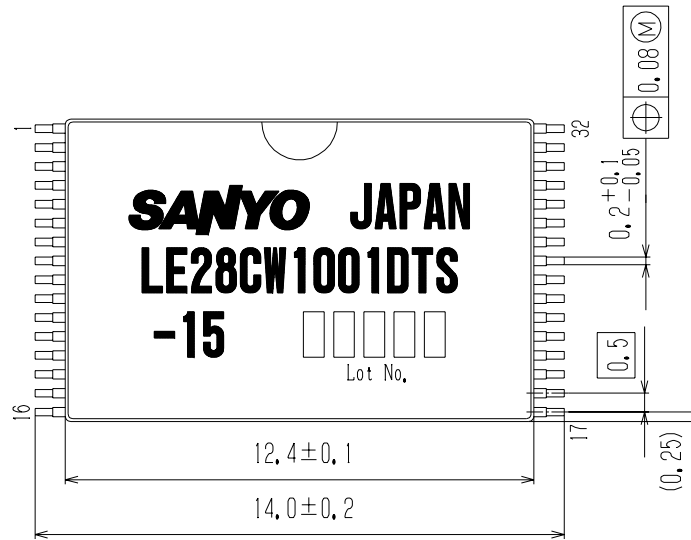 ⌖ 0.08 Ⓜ
1
32
0.2 +0.1 -0.05
SANYO JAPAN
LE28CW1001DTS
-15
Lot No.
0.5
16
17
(0.25)
12.4±0.1
14.0±0.2